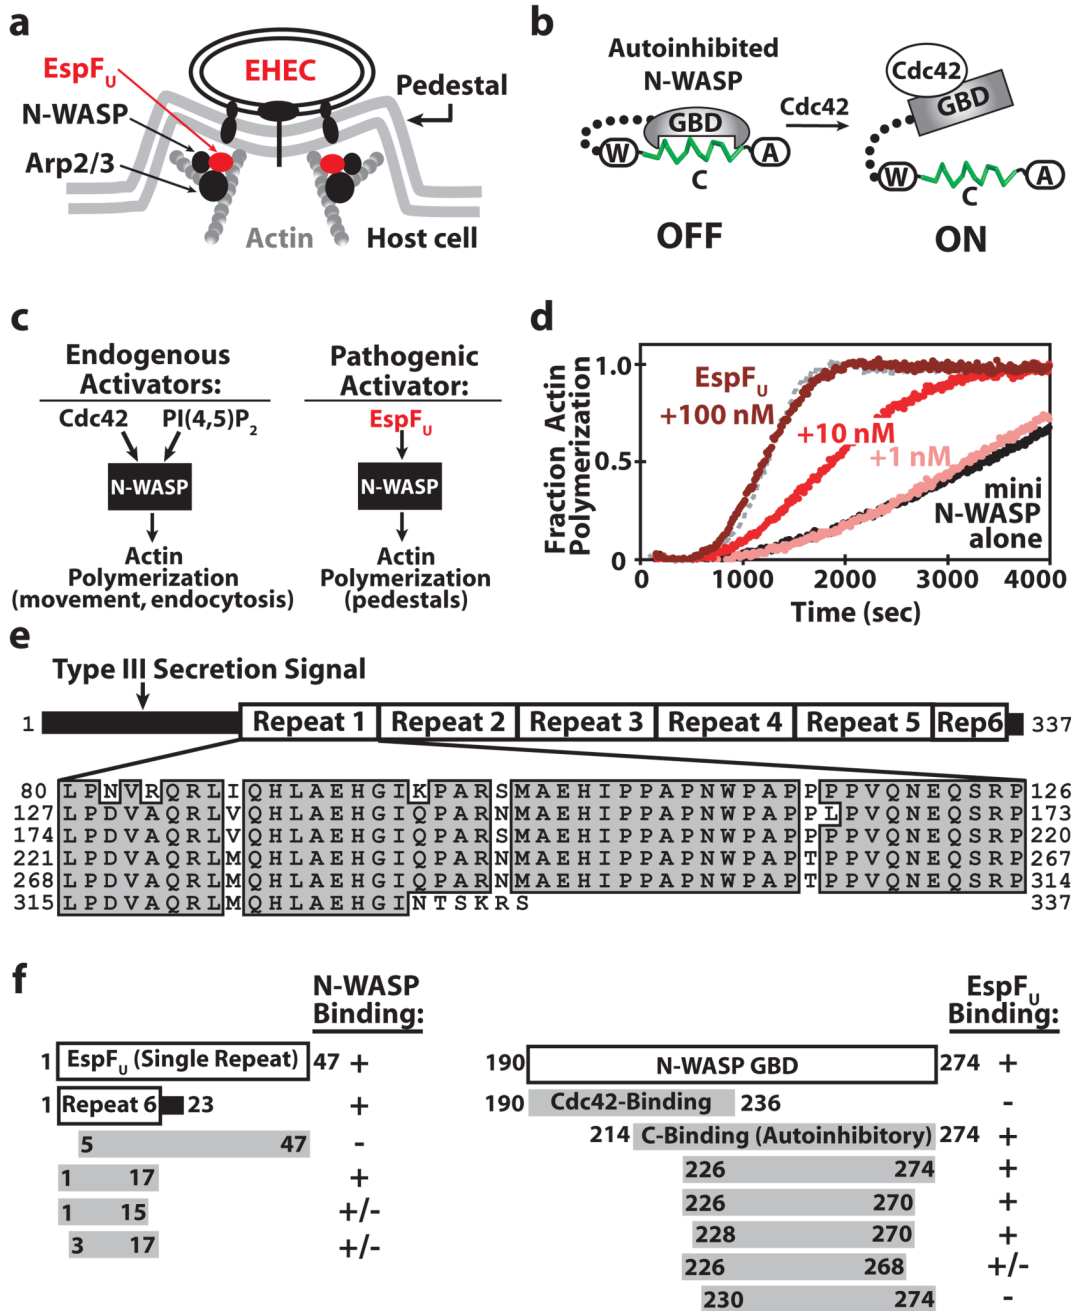 a
EHEC
EspFU
N-WASP
Arp2/3
Pedestal
Actin
Host cell
b
Autoinhibited
N-WASP
GBD
W
A
C
OFF
Cdc42
Cdc42
GBD
W
A
C
ON
c
Endogenous
Activators:
Cdc42 PI(4,5)P2
N-WASP
Actin
Polymerization
(movement, endocytosis)
Pathogenic
Activator:
EspFU
N-WASP
Actin
Polymerization
(pedestals)
d
Fraction Actin
Polymerization
1.0
0.5
0
EspFU
+100 nM
+10 nM
+1 nM
mini
N-WASP
alone
0 1000 2000 3000 4000
Time (sec)
e
Type III Secretion Signal
1 Repeat 1 Repeat 2 Repeat 3 Repeat 4 Repeat 5 Rep6 337
80 LPNVRQRLIQHLAEHGIKPARSMAEHIPPAPNWPAPPPPVQNEQSRP 126
127 LPDVAQRLVQHLAEHGIQPARNMAEHIPPAPNWPAPPLPVQNEQSRP 173
174 LPDVAQRLVQHLAEHGIQPARSMAEHIPPAPNWPAPPPPVQNEQSRP 220
221 LPDVAQRLMQHLAEHGIQPARNMAEHIPPAPNWPAPTPPVQNEQSRP 267
268 LPDVAQRLMQHLAEHGIQPARNMAEHIPPAPNWPAPTPPVQNEQSRP 314
315 LPDVAQRLMQHLAEHGINTSKRS 337
f
N-WASP
Binding:
1 EspFU (Single Repeat) 47 +
1 Repeat 6 23 +
5 47 -
1 17 +
1 15 +/-
3 17 +/-
EspFU
Binding:
190 N-WASP GBD 274 +
190 Cdc42-Binding 236 -
214 C-Binding (Autoinhibitory) 274 +
226 274 +
226 270 +
228 270 +
226 268 +/-
230 274 -